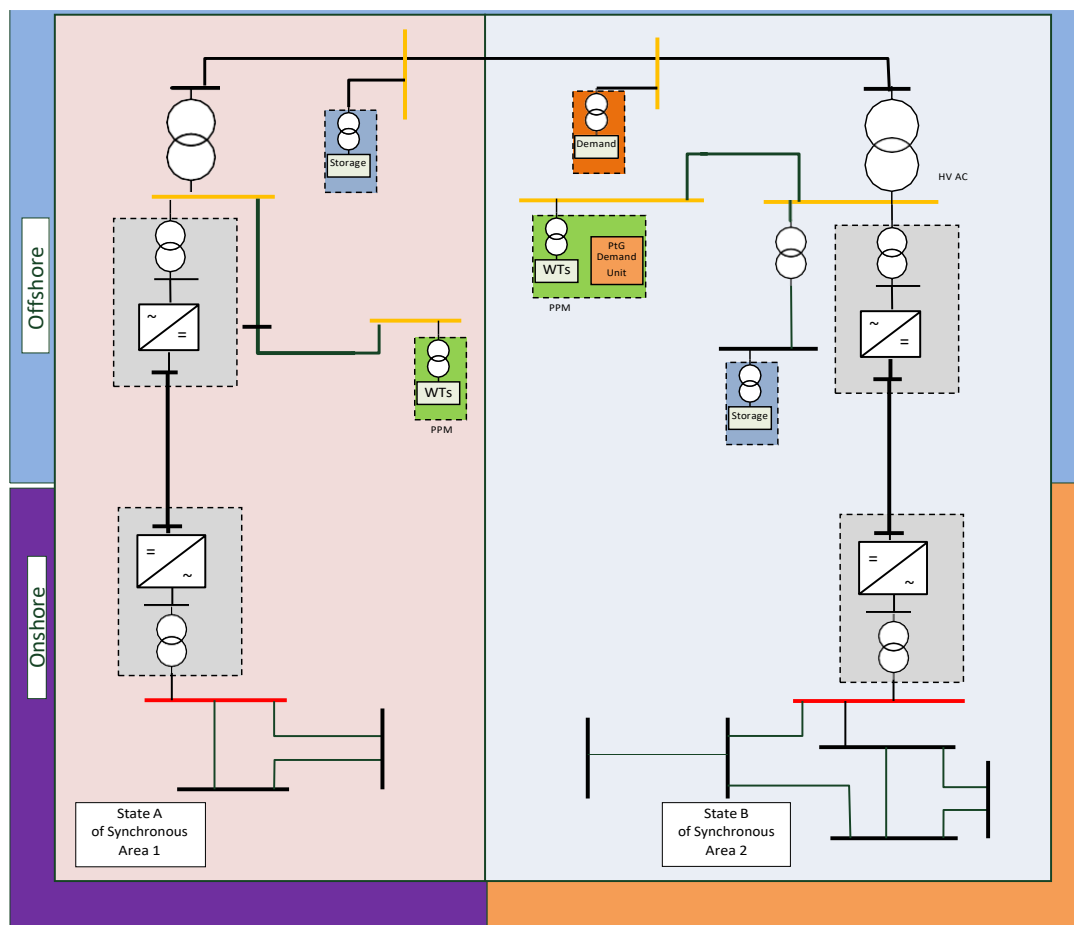 Storage
Demand
HV AC
WTs
PtG
Demand
Unit
PPM
Offshore
~
=
~
=
WTs
PPM
Storage
Onshore
=
~
=
~
State A
of Synchronous
Area 1
State B
of Synchronous
Area 2